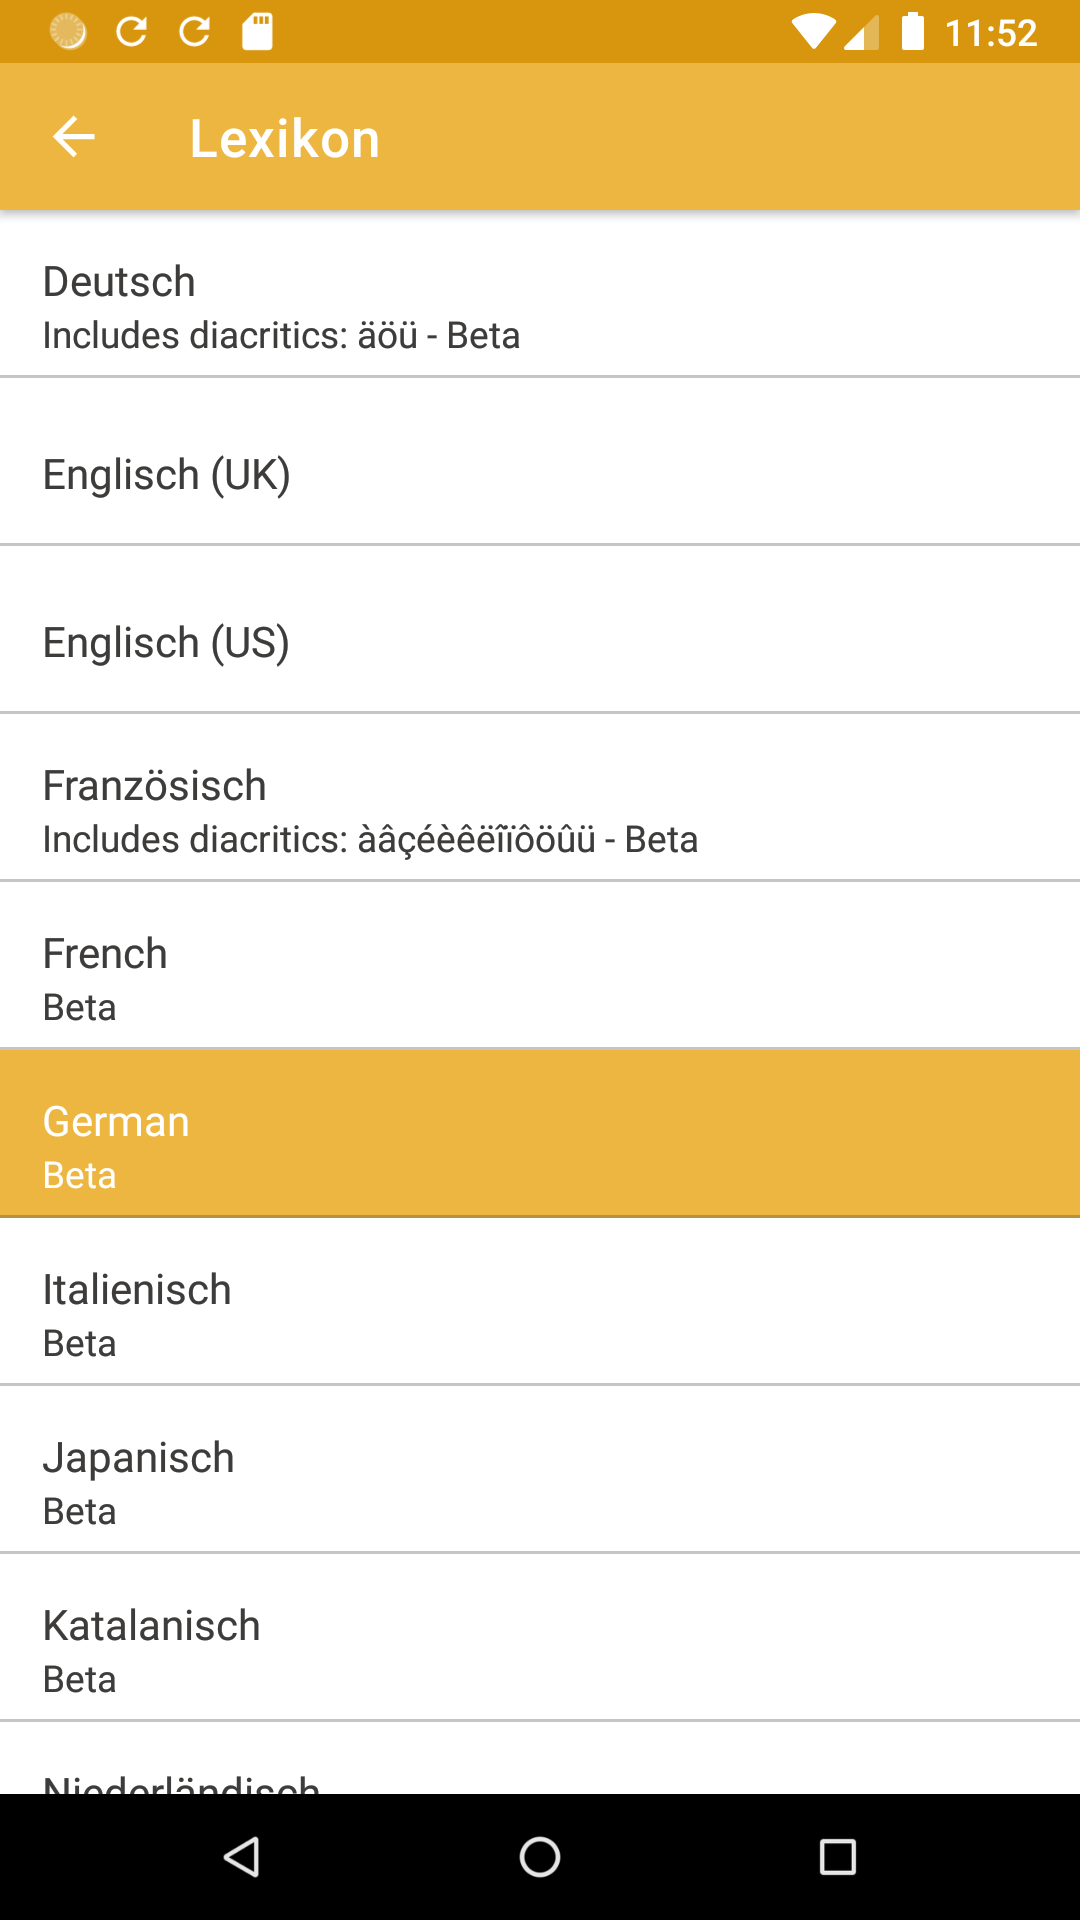 11:52
Lexikon
Deutsch
Includes diacritics: äöü - Beta
Englisch (UK)
Englisch (US)
Französisch
Includes diacritics: àâçéèêëîïôöûü - Beta
French
Beta
German
Beta
Italienisch
Beta
Japanisch
Beta
Katalanisch
Beta
Niederländisch